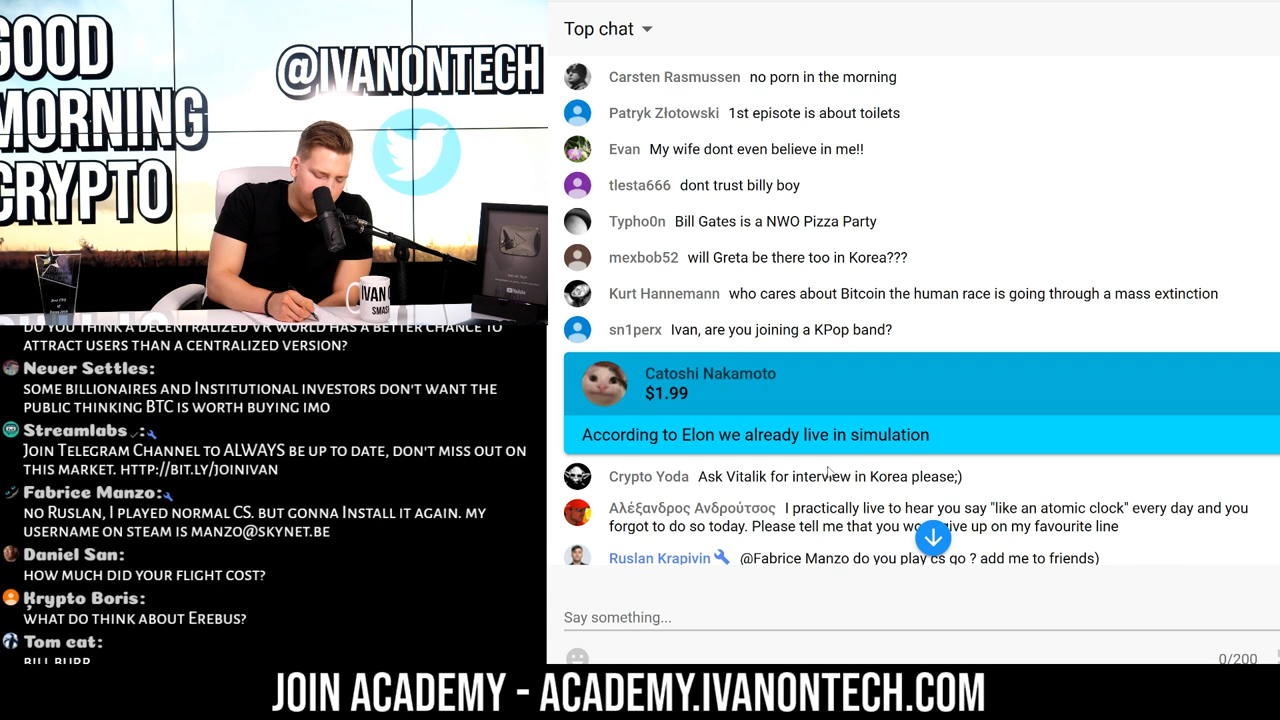 GOOD
MORNING
CRYPTO
@IVANONTECH
IVAN
SMASH
YouTube
DO YOU THINK A DECENTRALIZED VR WORLD HAS A BETTER CHANCE TO
ATTRACT USERS THAN A CENTRALIZED VERSION?
Never Settles:
SOME BILLIONAIRES AND INSTITUTIONAL INVESTORS DON'T WANT THE
PUBLIC THINKING BTC IS WORTH BUYING IMO
Streamlabs :
JOIN TELEGRAM CHANNEL TO ALWAYS BE UP TO DATE, DON'T MISS OUT ON
THIS MARKET. HTTP://BIT.LY/JOINIVAN
Fabrice Manzo:
NO RUSLAN, I PLAYED NORMAL CS. BUT GONNA INSTALL IT AGAIN. MY
USERNAME ON STEAM IS MANZO@SKYNET.BE
Daniel San:
HOW MUCH DID YOUR FLIGHT COST?
Krypto Boris:
WHAT DO THINK ABOUT EREBUS?
Tom cat:
BILL BURR
Top chat
Carsten Rasmussen no porn in the morning
Patryk Złotowski 1st episote is about toilets
Evan My wife dont even believe in me!!
tlesta666 dont trust billy boy
Typho0n Bill Gates is a NWO Pizza Party
mexbob52 will Greta be there too in Korea???
Kurt Hannemann who cares about Bitcoin the human race is going through a mass extinction
sn1perx Ivan, are you joining a KPop band?
Catoshi Nakamoto
$1.99
According to Elon we already live in simulation
Crypto Yoda Ask Vitalik for interview in Korea please;)
Αλέξανδρος Ανδρούτσος I practically live to hear you say "like an atomic clock" every day and you
forgot to do so today. Please tell me that you give up on my favourite line
Ruslan Krapivin @Fabrice Manzo do you play cs go ? add me to friends)
Say something...
0/200
JOIN ACADEMY - ACADEMY.IVANONTECH.COM